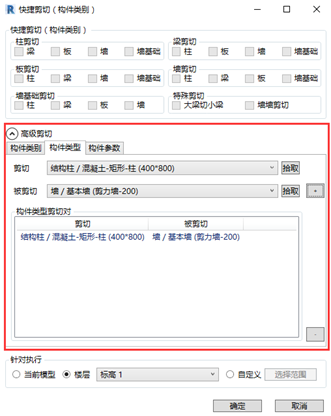 快捷剪切（构件类别）
快捷剪切（构件类别）
柱剪切
梁 板 墙 墙基础
梁剪切
柱 板 墙 墙基础
板剪切
柱 梁 墙 墙基础
墙剪切
柱 梁 板 墙基础
墙基础剪切
柱 梁 板 墙
特殊剪切
大梁切小梁 墙墙剪切
高级剪切
构件类别 构件类型 构件参数
剪切 结构柱 / 混凝土-矩形-柱 (400*800) 拾取
被剪切 墙 / 基本墙 (剪力墙-200) 拾取 +
构件类型剪切对
剪切 被剪切
结构柱 / 混凝土-矩形-柱 (400*800) 墙 / 基本墙 (剪力墙-200)
-
针对执行
当前模型 楼层 标高 1 自定义 选择范围
确定 取消